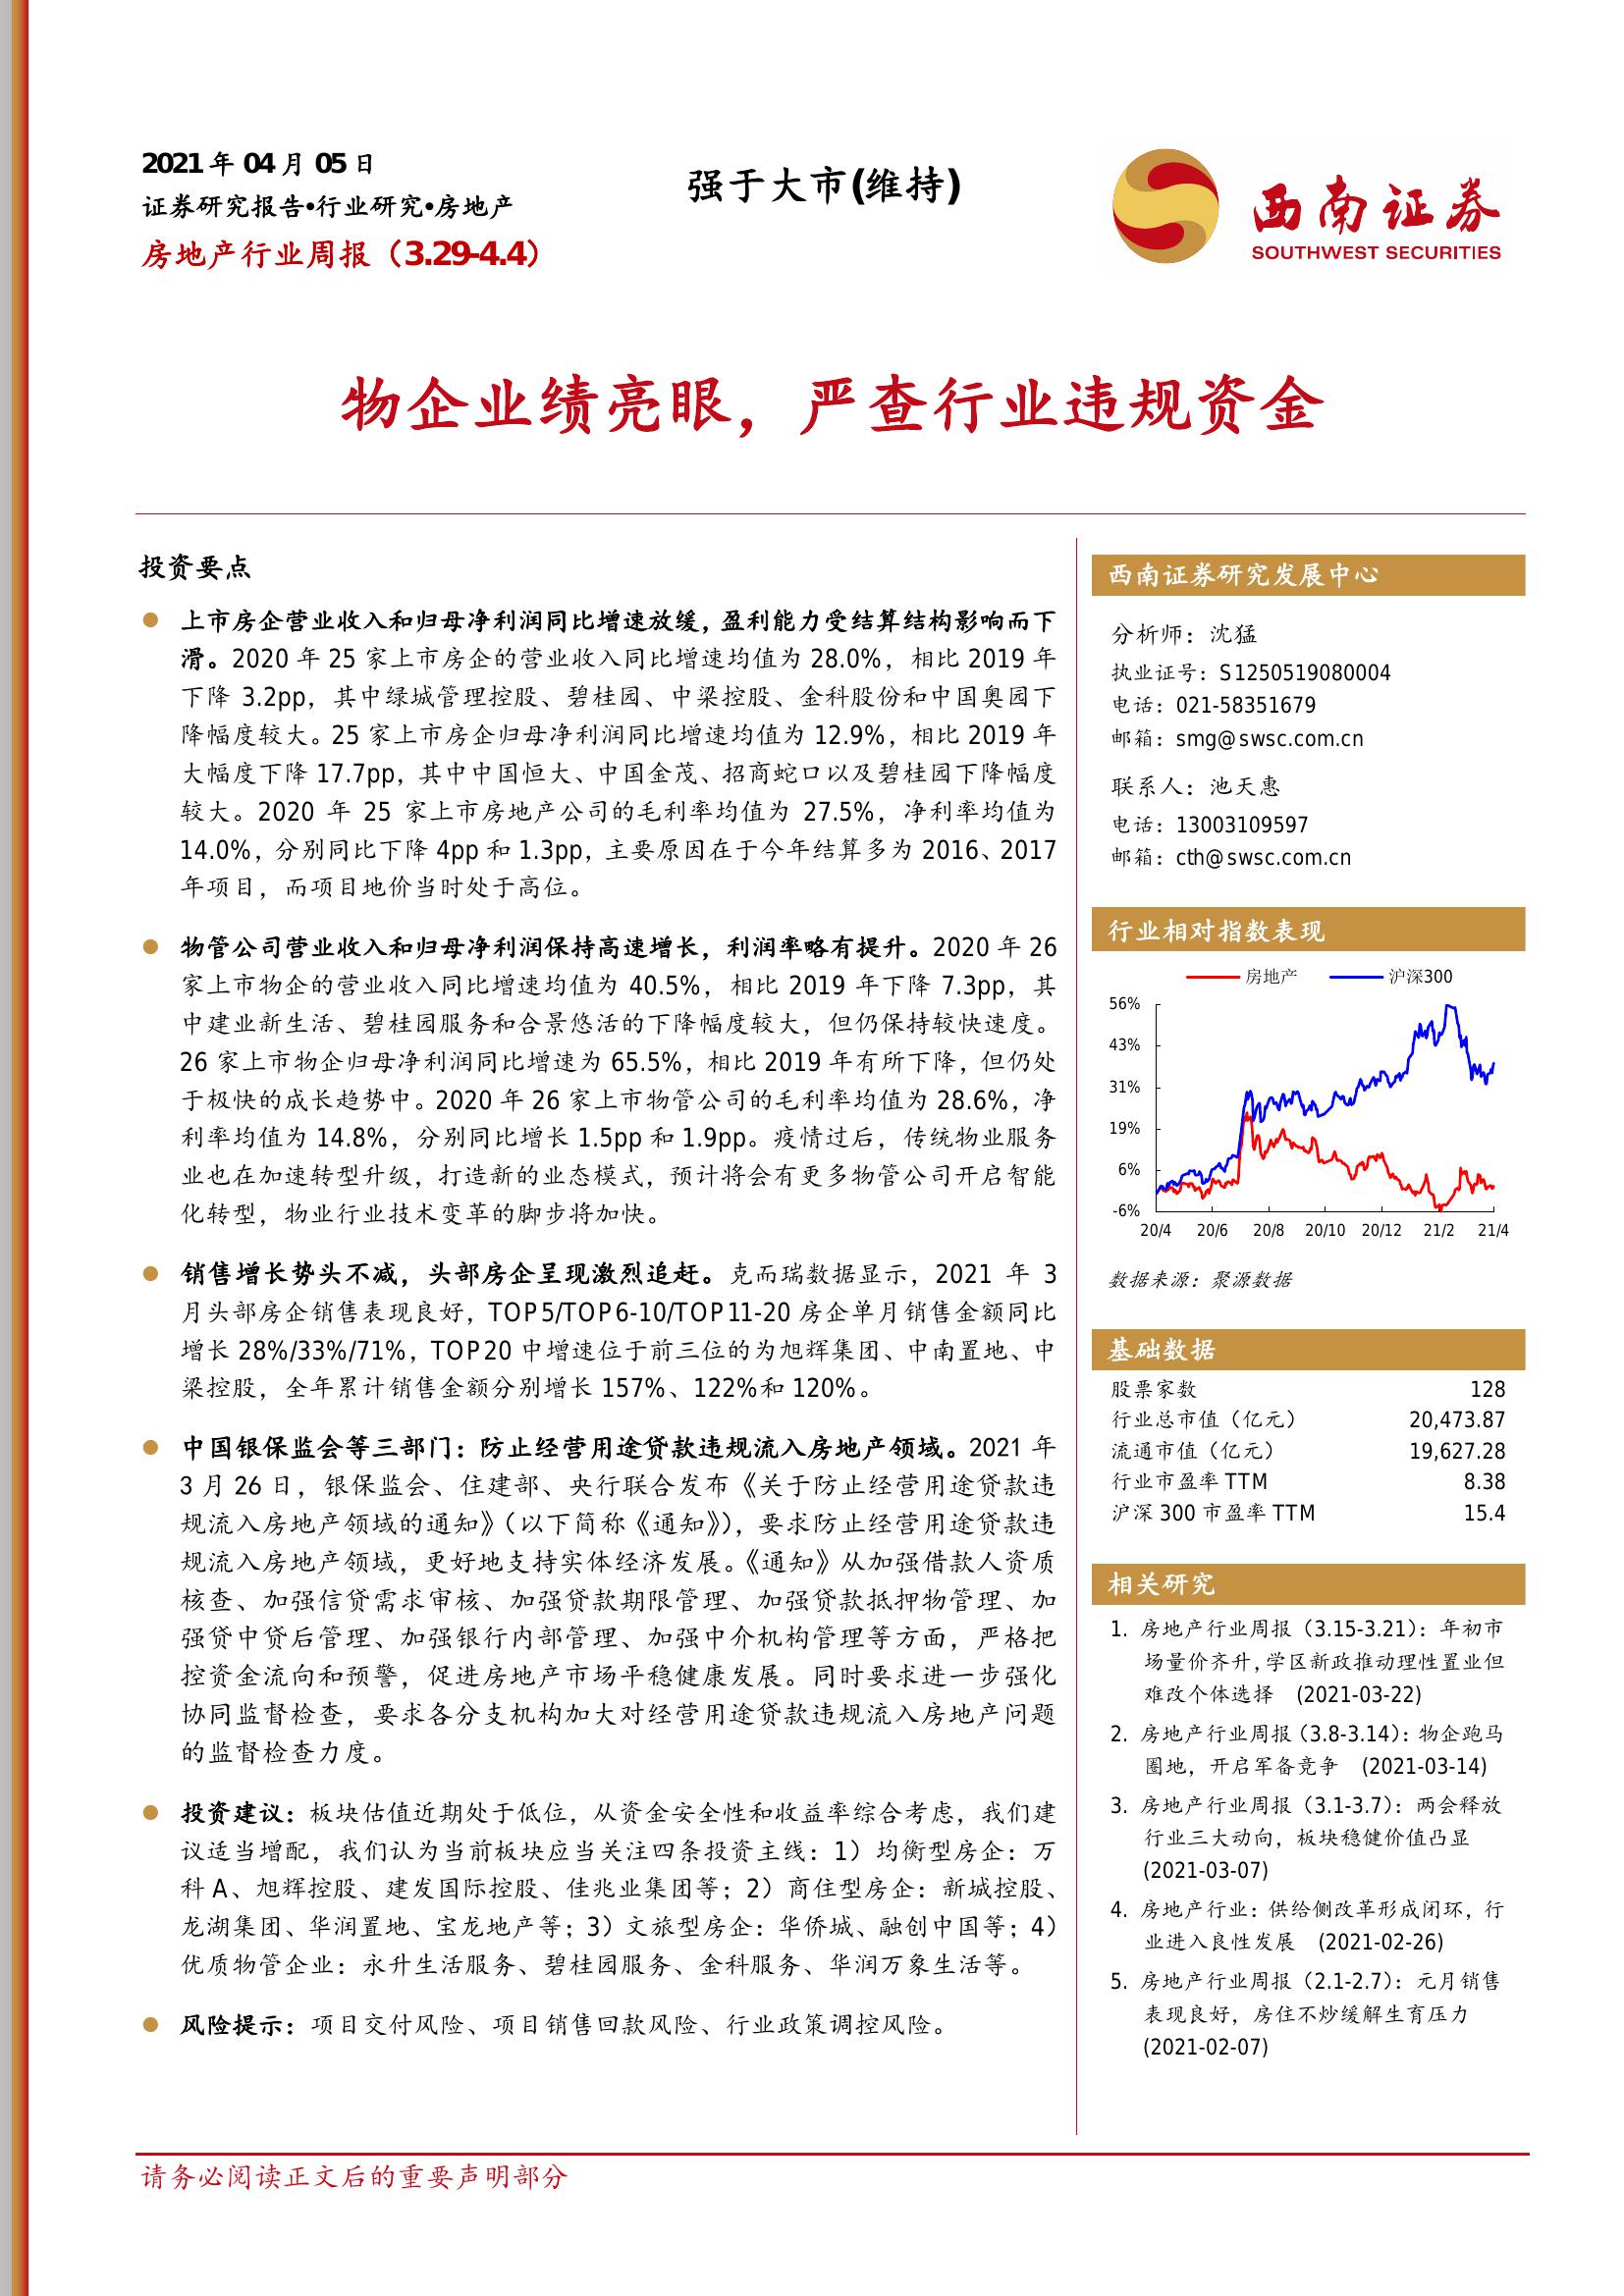 2021 年 04 月 05 日
证券研究报告•行业研究•房地产
房地产行业周报（3.29-4.4）
强于大市(维持)
西南证券
SOUTHWEST SECURITIES
物企业绩亮眼，严查行业违规资金
投资要点
上市房企营业收入和归母净利润同比增速放缓，盈利能力受结算结构影响而下
滑。2020 年 25 家上市房企的营业收入同比增速均值为 28.0%，相比 2019 年
下降 3.2pp，其中绿城管理控股、碧桂园、中梁控股、金科股份和中国奥园下
降幅度较大。25 家上市房企归母净利润同比增速均值为 12.9%，相比 2019 年
大幅度下降 17.7pp，其中中国恒大、中国金茂、招商蛇口以及碧桂园下降幅度
较大。2020 年 25 家上市房地产公司的毛利率均值为 27.5%，净利率均值为
14.0%，分别同比下降 4pp 和 1.3pp，主要原因在于今年结算多为 2016、2017
年项目，而项目地价当时处于高位。
物管公司营业收入和归母净利润保持高速增长，利润率略有提升。2020 年 26
家上市物企的营业收入同比增速均值为 40.5%，相比 2019 年下降 7.3pp，其
中建业新生活、碧桂园服务和合景悠活的下降幅度较大，但仍保持较快速度。
26 家上市物企归母净利润同比增速为 65.5%，相比 2019 年有所下降，但仍处
于极快的成长趋势中。2020 年 26 家上市物管公司的毛利率均值为 28.6%，净
利率均值为 14.8%，分别同比增长 1.5pp 和 1.9pp。疫情过后，传统物业服务
业也在加速转型升级，打造新的业态模式，预计将会有更多物管公司开启智能
化转型，物业行业技术变革的脚步将加快。
销售增长势头不减，头部房企呈现激烈追赶。克而瑞数据显示，2021 年 3
月头部房企销售表现良好，TOP5/TOP6-10/TOP11-20 房企单月销售金额同比
增长 28%/33%/71%，TOP20 中增速位于前三位的为旭辉集团、中南置地、中
梁控股，全年累计销售金额分别增长 157%、122%和 120%。
中国银保监会等三部门：防止经营用途贷款违规流入房地产领域。2021 年
3 月 26 日，银保监会、住建部、央行联合发布《关于防止经营用途贷款违
规流入房地产领域的通知》（以下简称《通知》），要求防止经营用途贷款违
规流入房地产领域，更好地支持实体经济发展。《通知》从加强借款人资质
核查、加强信贷需求审核、加强贷款期限管理、加强贷款抵押物管理、加
强贷中贷后管理、加强银行内部管理、加强中介机构管理等方面，严格把
控资金流向和预警，促进房地产市场平稳健康发展。同时要求进一步强化
协同监督检查，要求各分支机构加大对经营用途贷款违规流入房地产问题
的监督检查力度。
投资建议：板块估值近期处于低位，从资金安全性和收益率综合考虑，我们建
议适当增配，我们认为当前板块应当关注四条投资主线：1）均衡型房企：万
科 A、旭辉控股、建发国际控股、佳兆业集团等；2）商住型房企：新城控股、
龙湖集团、华润置地、宝龙地产等；3）文旅型房企：华侨城、融创中国等；4）
优质物管企业：永升生活服务、碧桂园服务、金科服务、华润万象生活等。
风险提示：项目交付风险、项目销售回款风险、行业政策调控风险。
西南证券研究发展中心
分析师：沈猛
执业证号：S1250519080004
电话：021-58351679
邮箱：smg@swsc.com.cn
联系人：池天惠
电话：13003109597
邮箱：cth@swsc.com.cn
行业相对指数表现
房地产 沪深300
56%
43%
31%
19%
6%
-6%
20/4 20/6 20/8 20/10 20/12 21/2 21/4
数据来源：聚源数据
基础数据
股票家数 128
行业总市值（亿元） 20,473.87
流通市值（亿元） 19,627.28
行业市盈率 TTM 8.38
沪深 300 市盈率 TTM 15.4
相关研究
1. 房地产行业周报（3.15-3.21）：年初市
场量价齐升，学区新政推动理性置业但
难改个体选择 (2021-03-22)
2. 房地产行业周报（3.8-3.14）：物企跑马
圈地，开启军备竞争 (2021-03-14)
3. 房地产行业周报（3.1-3.7）：两会释放
行业三大动向，板块稳健价值凸显
(2021-03-07)
4. 房地产行业：供给侧改革形成闭环，行
业进入良性发展 (2021-02-26)
5. 房地产行业周报（2.1-2.7）：元月销售
表现良好，房住不炒缓解生育压力
(2021-02-07)
请务必阅读正文后的重要声明部分